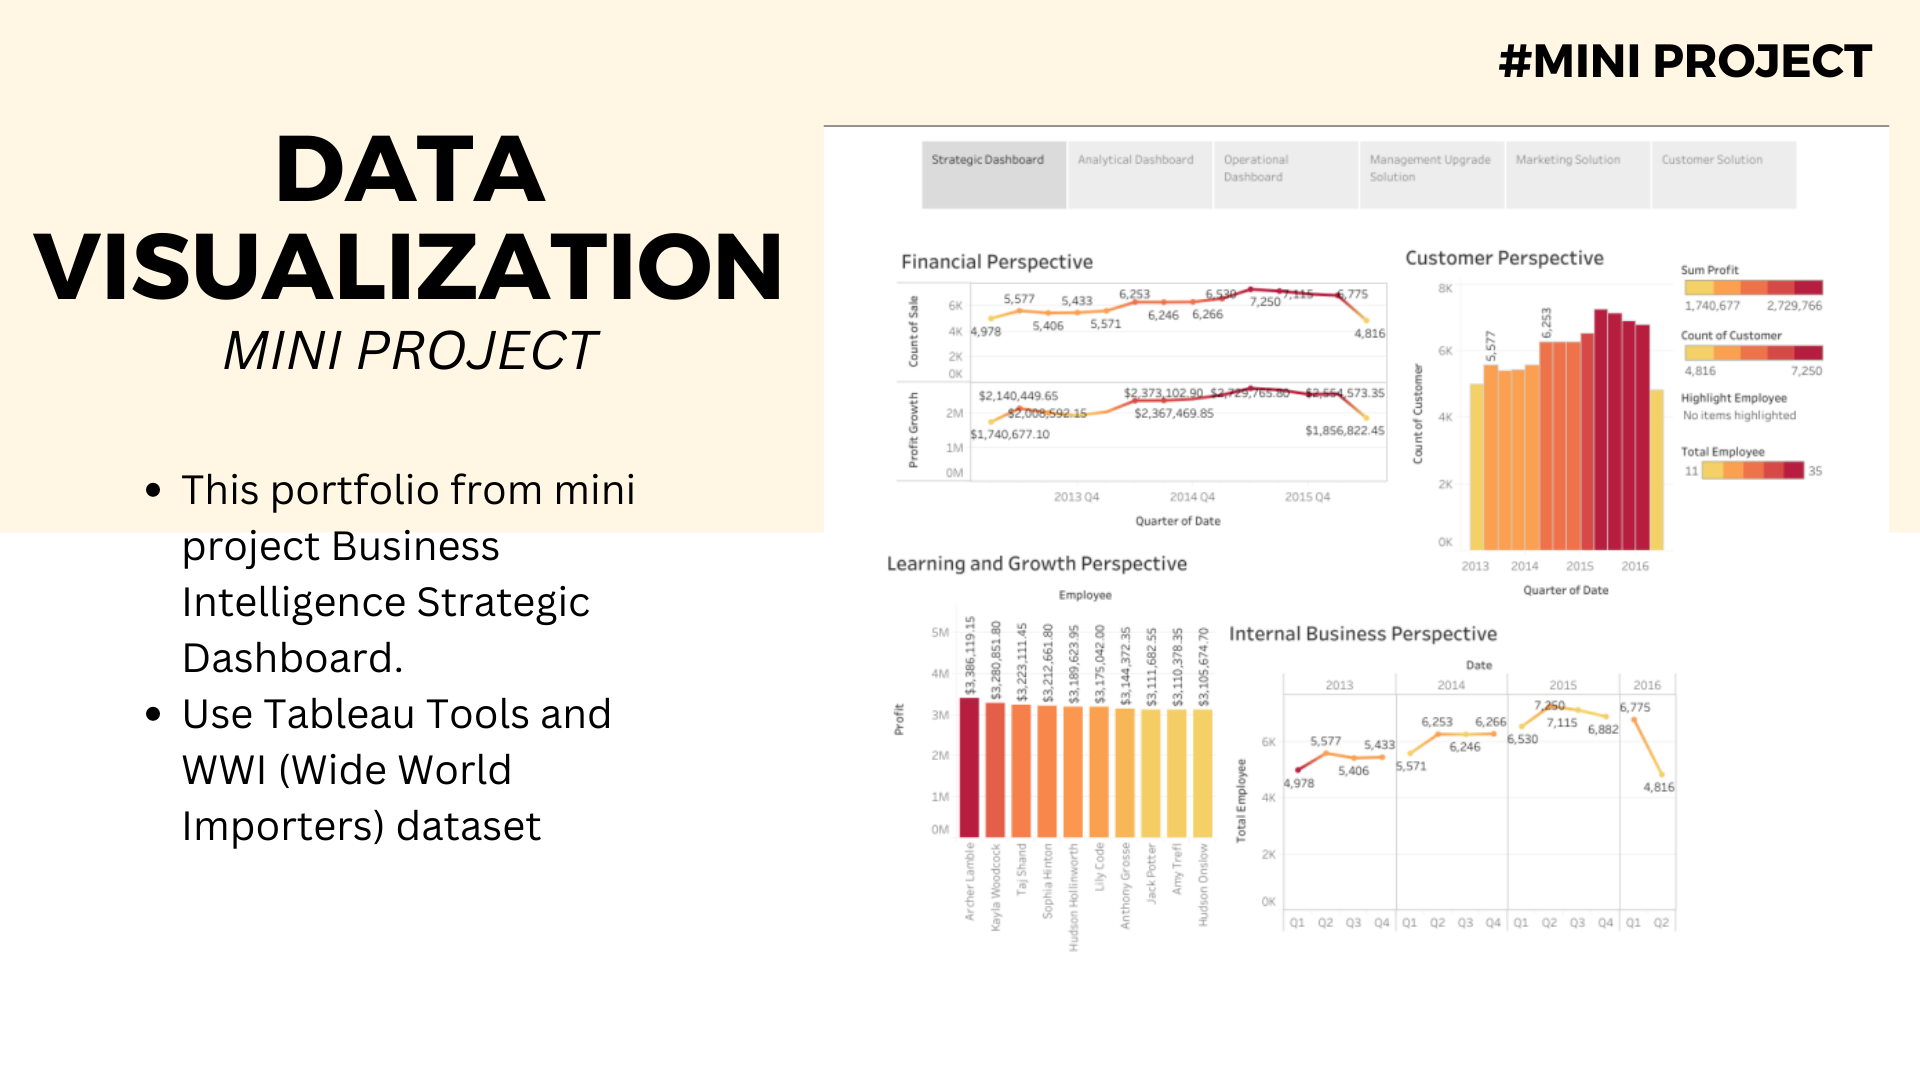 #MINI PROJECT
DATA
VISUALIZATION
MINI PROJECT
• This portfolio from mini
project Business
Intelligence Strategic
Dashboard.
• Use Tableau Tools and
WWI (Wide World
Importers) dataset
Strategic Dashboard
Analytical Dashboard
Operational
Dashboard
Management Upgrade
Solution
Marketing Solution
Customer Solution
Financial Perspective
Count of Sale
6K
4K
2K
0K
4,978
5,577
5,406
5,433
5,571
6,253
6,246
6,266
6,530
7,250
7,115
6,775
4,816
Profit Growth
2M
1M
0M
$1,740,677.10
$2,140,449.65
$2,008,592.15
$2,373,102.90
$2,367,469.85
$2,729,765.80
$2,554,573.35
$1,856,822.45
2013 Q4
2014 Q4
2015 Q4
Quarter of Date
Customer Perspective
Count of Customer
8K
6K
4K
2K
0K
5,577
6,253
2013
2014
2015
2016
Quarter of Date
Sum Profit
1,740,677
2,729,766
Count of Customer
4,816
7,250
Highlight Employee
No items highlighted
Total Employee
11
35
Learning and Growth Perspective
Employee
Profit
5M
4M
3M
2M
1M
0M
$3,386,119.15
$3,280,851.80
$3,223,111.45
$3,212,661.80
$3,189,623.95
$3,175,042.00
$3,144,372.35
$3,111,682.55
$3,110,378.35
$3,105,674.70
Archer Lamble
Kayla Woodcock
Taj Shand
Sophia Hinton
Hudson Hollinworth
Lily Code
Anthony Grosse
Jack Potter
Amy Trefl
Hudson Onslow
Internal Business Perspective
Date
2013
2014
2015
2016
Total Employee
6K
4K
2K
0K
4,978
5,577
5,406
5,433
5,571
6,253
6,246
6,266
6,530
7,250
7,115
6,882
6,775
4,816
Q1 Q2 Q3 Q4 Q1 Q2 Q3 Q4 Q1 Q2 Q3 Q4 Q1 Q2